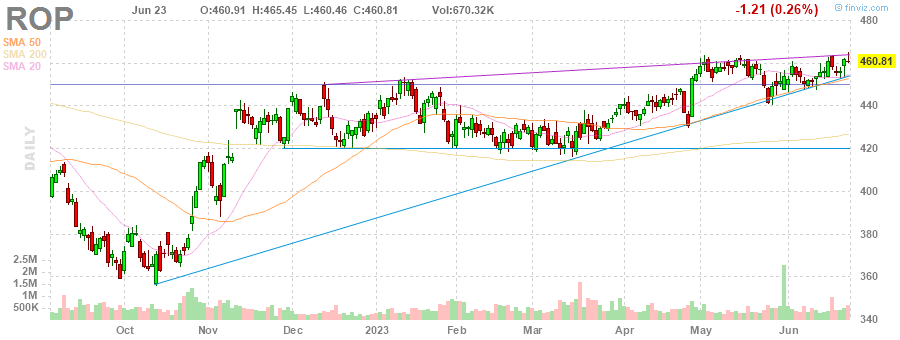 ROP Jun 23 O:460.91 H:465.45 L:460.46 C:460.81 Vol:670.32K -1.21 (0.26%) finviz.com
SMA 50
SMA 200
SMA 20
DAILY
480
460.81
440
420
400
380
360
340
2.5M
2M
1.5M
1M
500K
Oct Nov Dec 2023 Feb Mar Apr May Jun